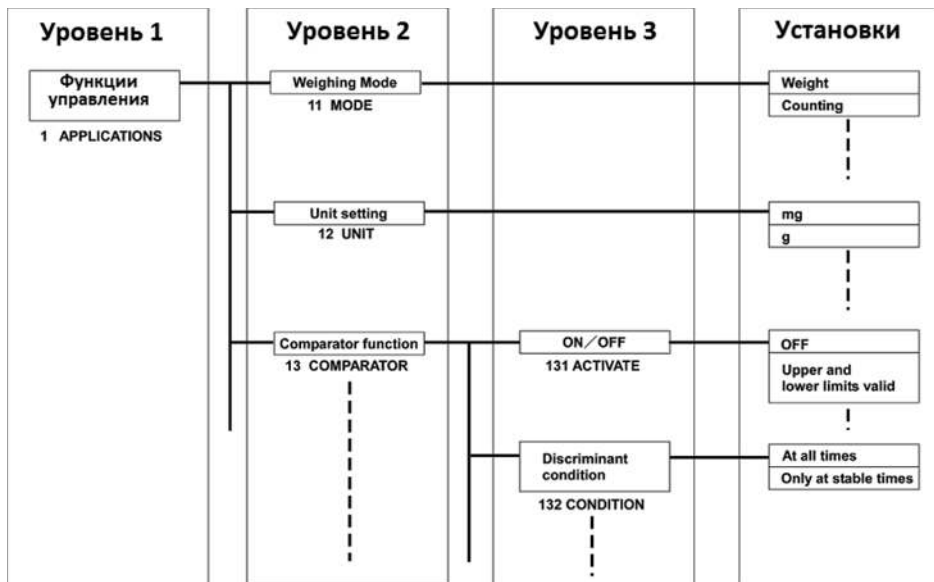 Уровень 1
Уровень 2
Уровень 3
Установки
Функции
управления
1 APPLICATIONS
Weighing Mode
11 MODE
Weight
Counting
Unit setting
12 UNIT
mg
g
Comparator function
13 COMPARATOR
ON/OFF
131 ACTIVATE
OFF
Upper and
lower limits valid
Discriminant
condition
132 CONDITION
At all times
Only at stable times